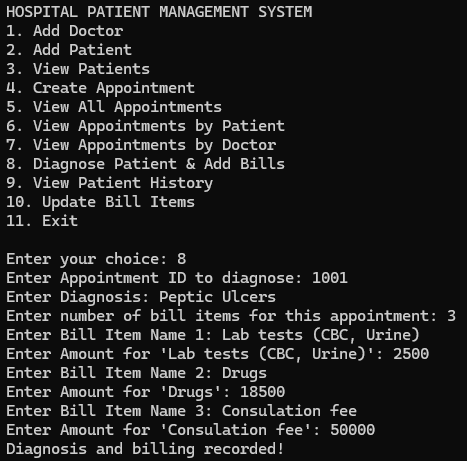 HOSPITAL PATIENT MANAGEMENT SYSTEM
1. Add Doctor
2. Add Patient
3. View Patients
4. Create Appointment
5. View All Appointments
6. View Appointments by Patient
7. View Appointments by Doctor
8. Diagnose Patient & Add Bills
9. View Patient History
10. Update Bill Items
11. Exit
Enter your choice: 8
Enter Appointment ID to diagnose: 1001
Enter Diagnosis: Peptic Ulcers
Enter number of bill items for this appointment: 3
Enter Bill Item Name 1: Lab tests (CBC, Urine)
Enter Amount for 'Lab tests (CBC, Urine)': 2500
Enter Bill Item Name 2: Drugs
Enter Amount for 'Drugs': 18500
Enter Bill Item Name 3: Consulation fee
Enter Amount for 'Consulation fee': 50000
Diagnosis and billing recorded!